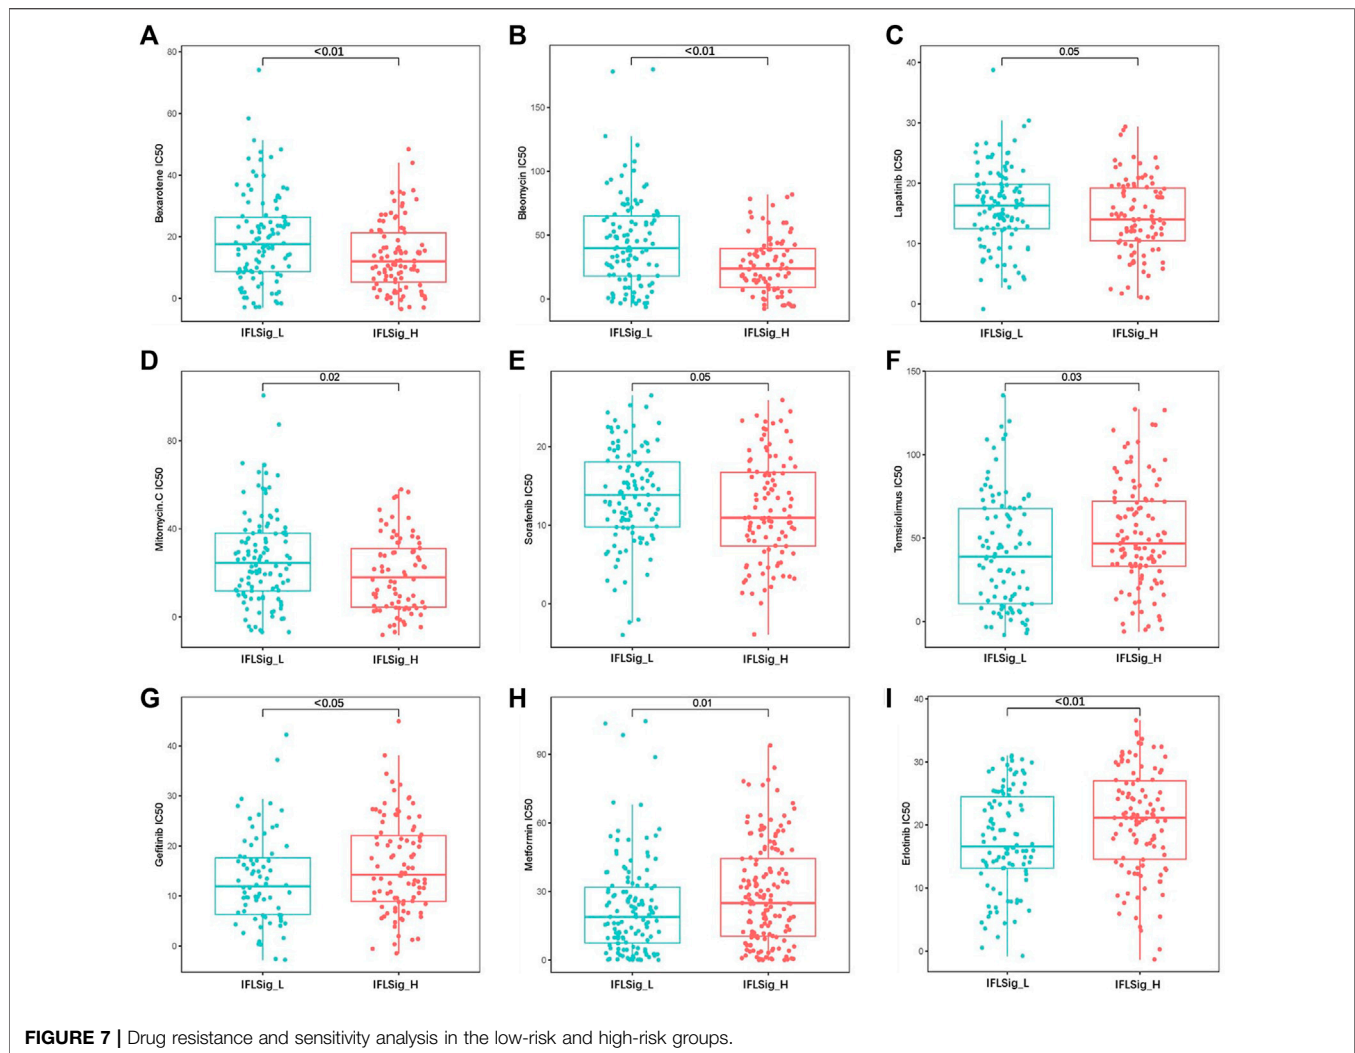 A
<0.01
80
60
40
20
0
Bexarotene IC50
IFLSig_L
IFLSig_H
B
<0.01
150
100
50
0
Bleomycin IC50
IFLSig_L
IFLSig_H
C
0.05
40
30
20
10
0
Lapatinib IC50
IFLSig_L
IFLSig_H
D
0.02
80
40
0
Mitomycin.C IC50
IFLSig_L
IFLSig_H
E
0.05
20
10
0
Sorafenib IC50
IFLSig_L
IFLSig_H
F
0.03
150
100
50
0
Temsirolimus IC50
IFLSig_L
IFLSig_H
G
<0.05
40
30
20
10
0
Gefitinib IC50
IFLSig_L
IFLSig_H
H
0.01
90
60
30
0
Metformin IC50
IFLSig_L
IFLSig_H
I
<0.01
40
30
20
10
0
Erlotinib IC50
IFLSig_L
IFLSig_H
FIGURE 7 | Drug resistance and sensitivity analysis in the low-risk and high-risk groups.